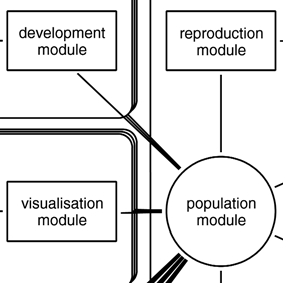 development
module
reproduction
module
visualisation
module
population
module